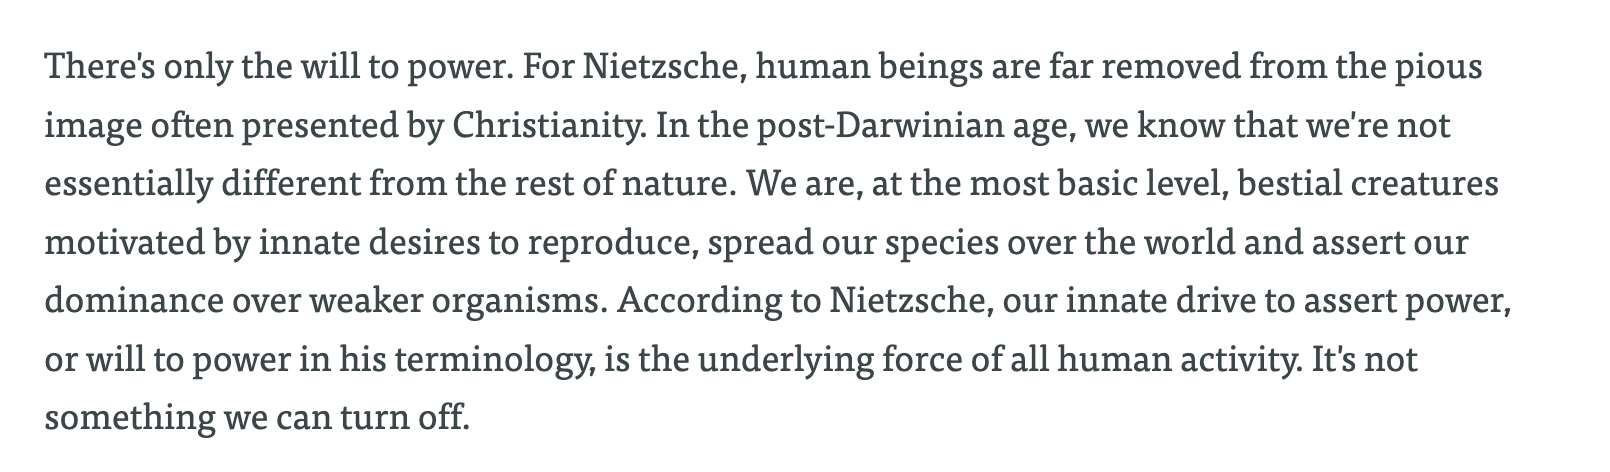 There's only the will to power. For Nietzsche, human beings are far removed from the pious
image often presented by Christianity. In the post-Darwinian age, we know that we're not
essentially different from the rest of nature. We are, at the most basic level, bestial creatures
motivated by innate desires to reproduce, spread our species over the world and assert our
dominance over weaker organisms. According to Nietzsche, our innate drive to assert power,
or will to power in his terminology, is the underlying force of all human activity. It's not
something we can turn off.